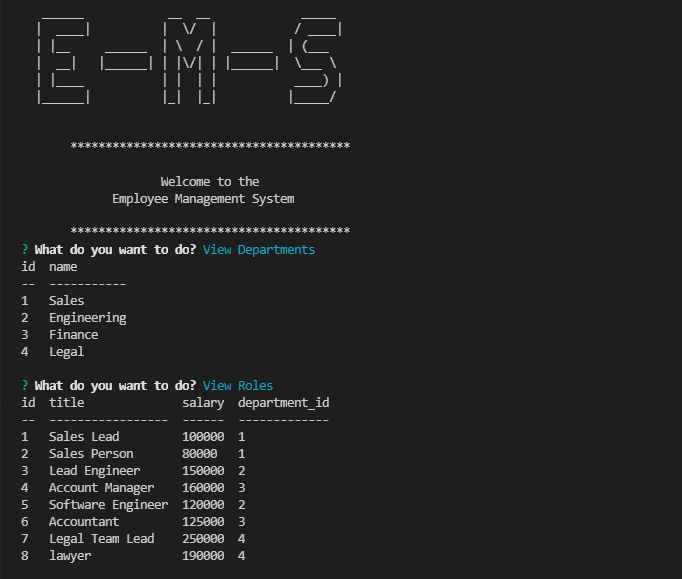 E-M-S
****************************************
Welcome to the
Employee Management System
****************************************
? What do you want to do? View Departments
id  name
--  -----------
1   Sales
2   Engineering
3   Finance
4   Legal
? What do you want to do? View Roles
id  title              salary  department_id
--  -----------------  ------  -------------
1   Sales Lead         100000  1
2   Sales Person       80000   1
3   Lead Engineer      150000  2
4   Account Manager    160000  3
5   Software Engineer  120000  2
6   Accountant         125000  3
7   Legal Team Lead    250000  4
8   lawyer             190000  4